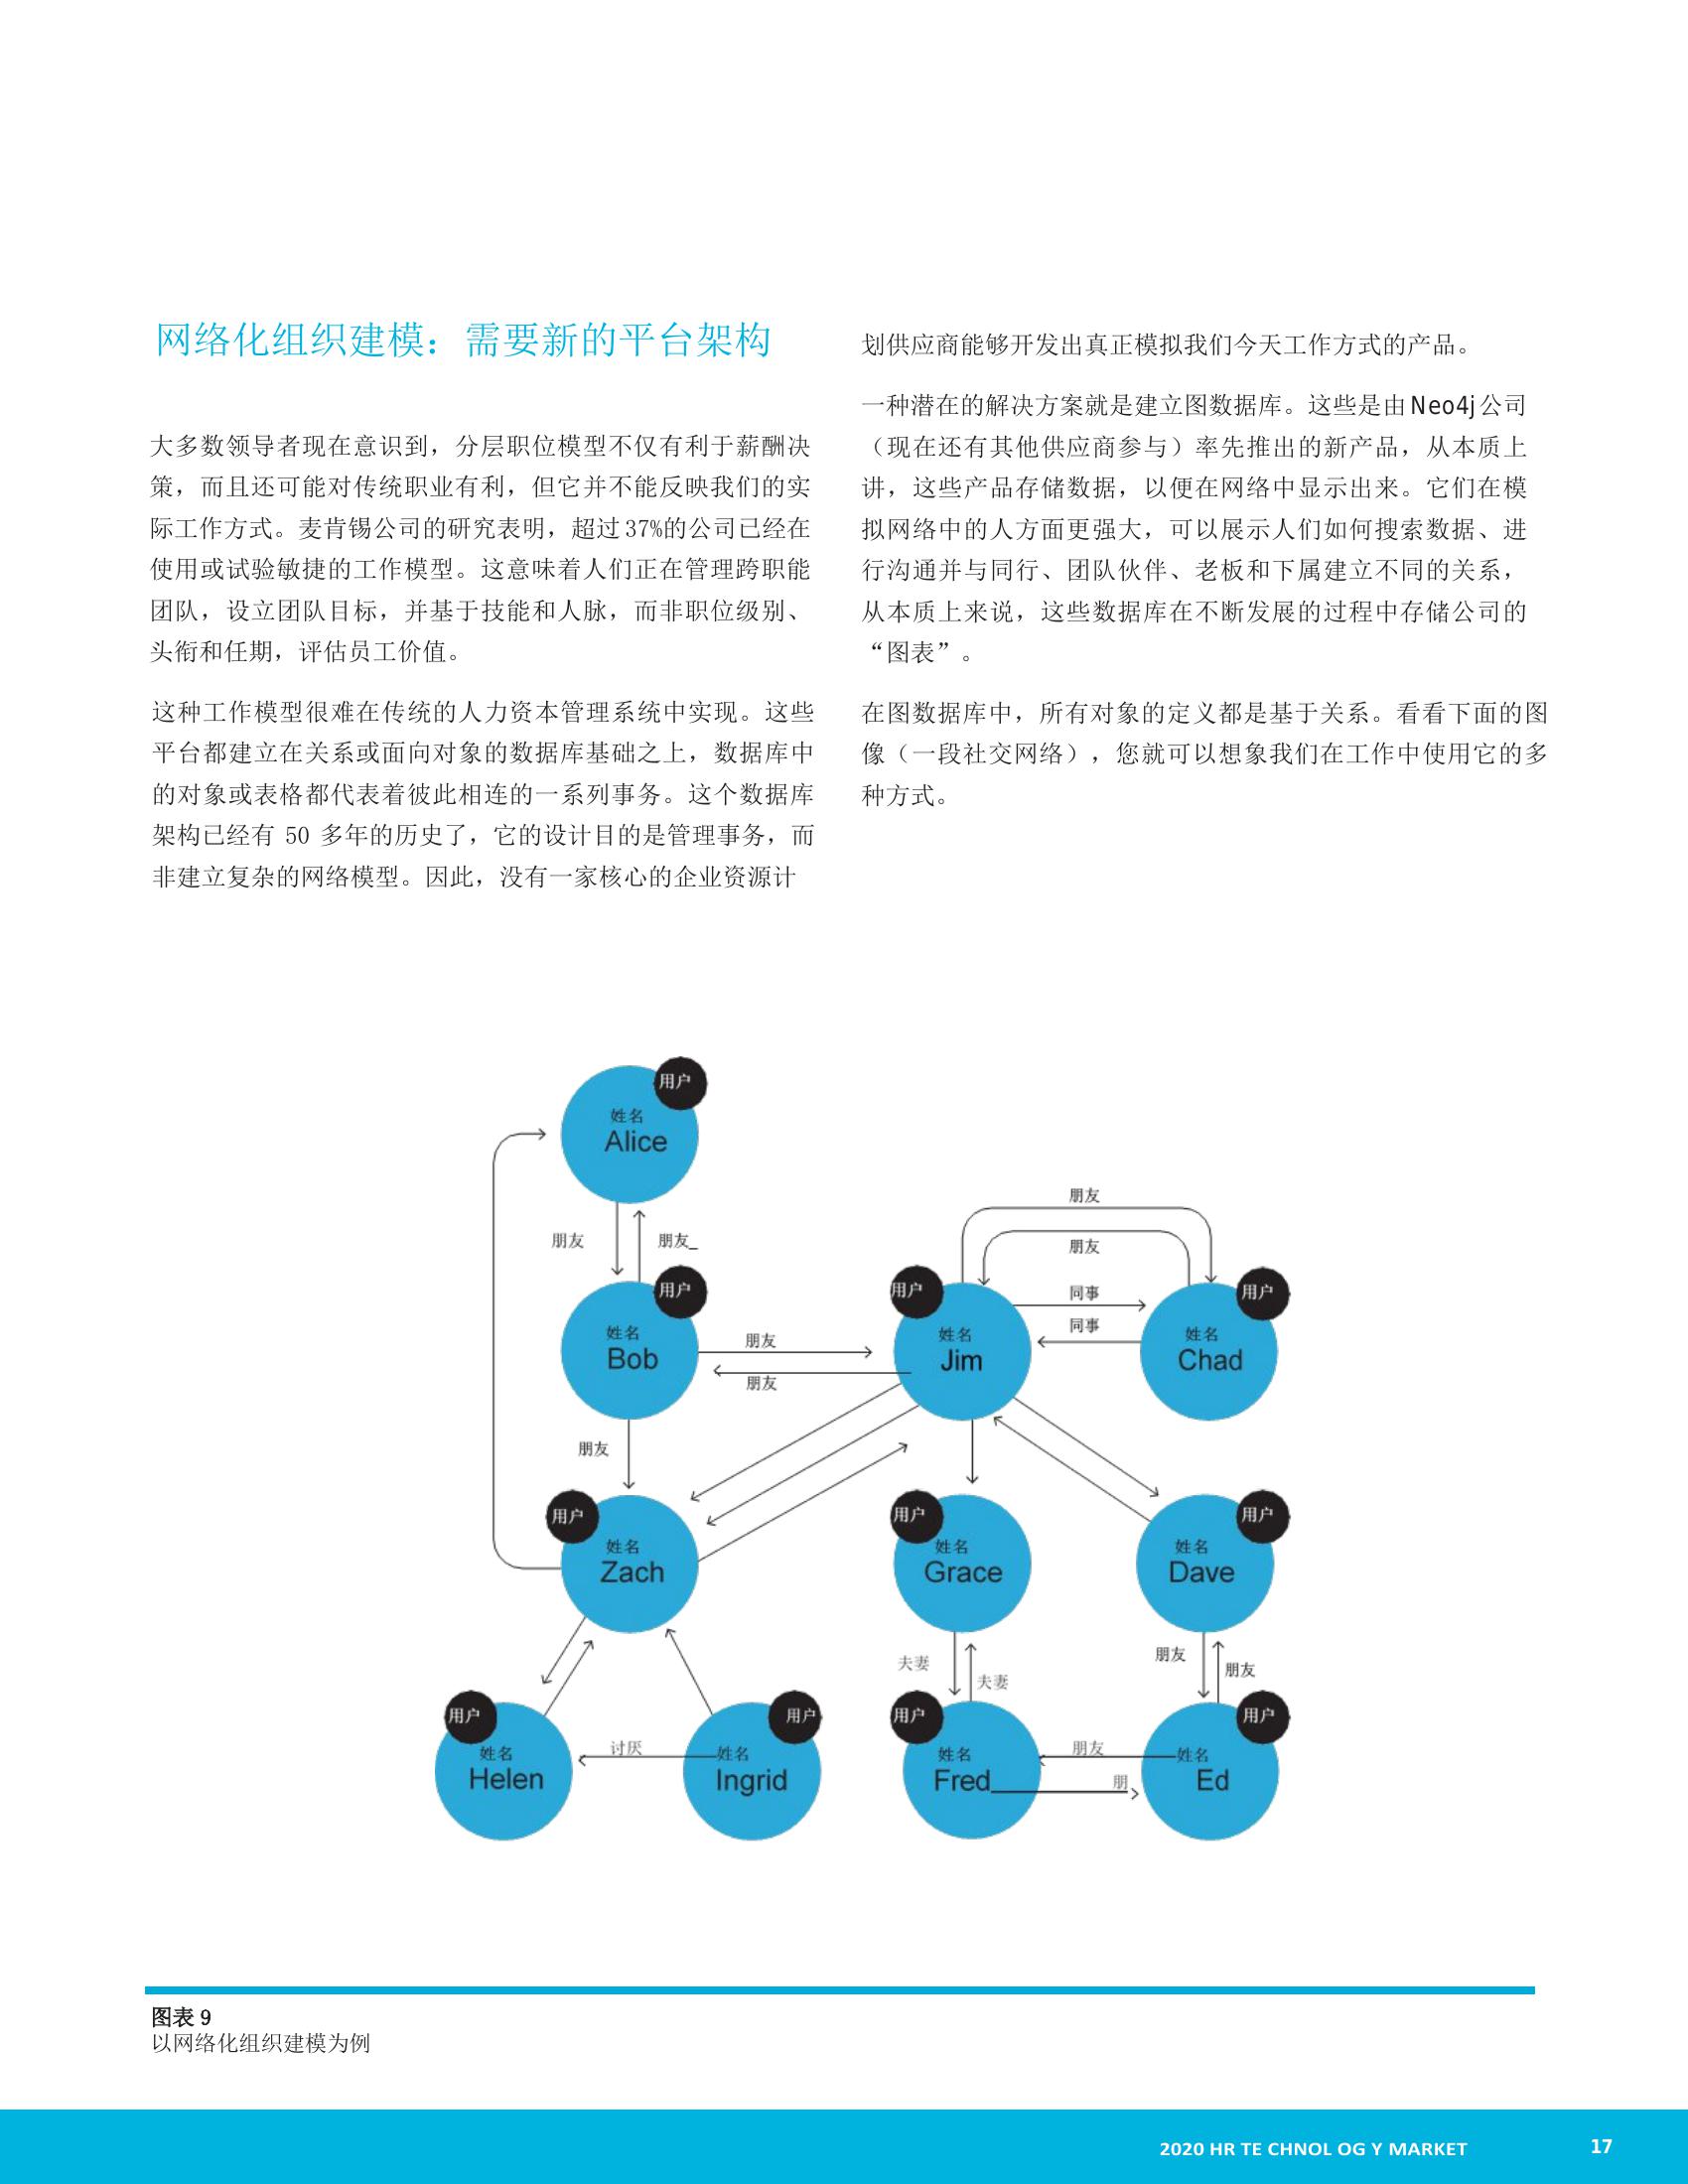 网络化组织建模：需要新的平台架构
大多数领导者现在意识到，分层职位模型不仅有利于薪酬决
策，而且还可能对传统职业有利，但它并不能反映我们的实
际工作方式。麦肯锡公司的研究表明，超过 37%的公司已经在
使用或试验敏捷的工作模型。这意味着人们正在管理跨职能
团队，设立团队目标，并基于技能和人脉，而非职位级别、
头衔和任期，评估员工价值。
这种工作模型很难在传统的人力资本管理系统中实现。这些
平台都建立在关系或面向对象的数据库基础之上，数据库中
的对象或表格都代表着彼此相连的一系列事务。这个数据库
架构已经有 50 多年的历史了，它的设计目的是管理事务，而
非建立复杂的网络模型。因此，没有一家核心的企业资源计
划供应商能够开发出真正模拟我们今天工作方式的产品。
一种潜在的解决方案就是建立图数据库。这些是由 Neo4j 公司
（现在还有其他供应商参与）率先推出的新产品，从本质上
讲，这些产品存储数据，以便在网络中显示出来。它们在模
拟网络中的人方面更强大，可以展示人们如何搜索数据、进
行沟通并与同行、团队伙伴、老板和下属建立不同的关系，
从本质上来说，这些数据库在不断发展的过程中存储公司的
“图表”。
在图数据库中，所有对象的定义都是基于关系。看看下面的图
像（一段社交网络），您就可以想象我们在工作中使用它的多
种方式。
用户
姓名
Alice
朋友
朋友_
用户
姓名
Bob
朋友
朋友
朋友
朋友
同事
同事
用户
姓名
Jim
用户
姓名
Chad
朋友
用户
姓名
Zach
用户
姓名
Grace
用户
姓名
Dave
夫妻
夫妻
朋友
朋友
用户
姓名
Helen
讨厌
用户
姓名
Ingrid
用户
姓名
Fred
朋友
朋
用户
姓名
Ed
图表 9
以网络化组织建模为例
2020 HR TE CHNOL OG Y MARKET
17